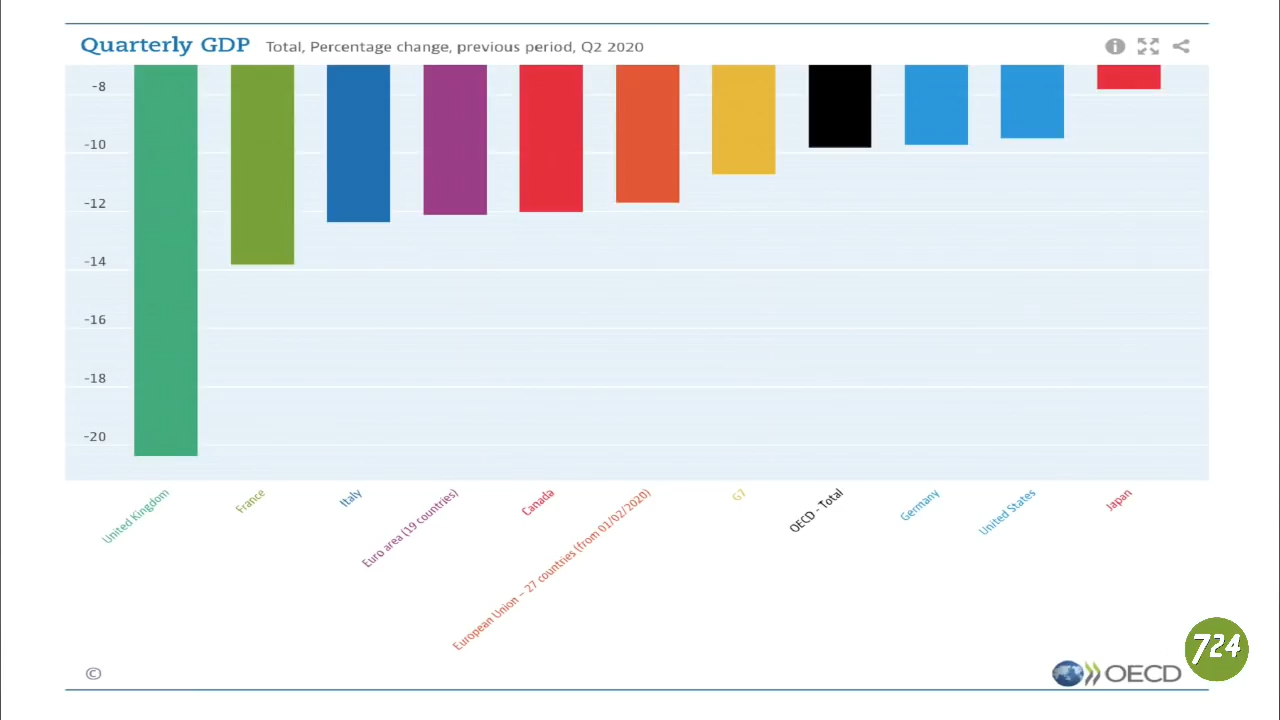 Quarterly GDP Total, Percentage change, previous period, Q2 2020
-8
-10
-12
-14
-16
-18
-20
United Kingdom
France
Italy
Euro area (19 countries)
Canada
European Union – 27 countries (from 01/02/2020)
G7
OECD - Total
Germany
United States
Japan
©
OECD
724